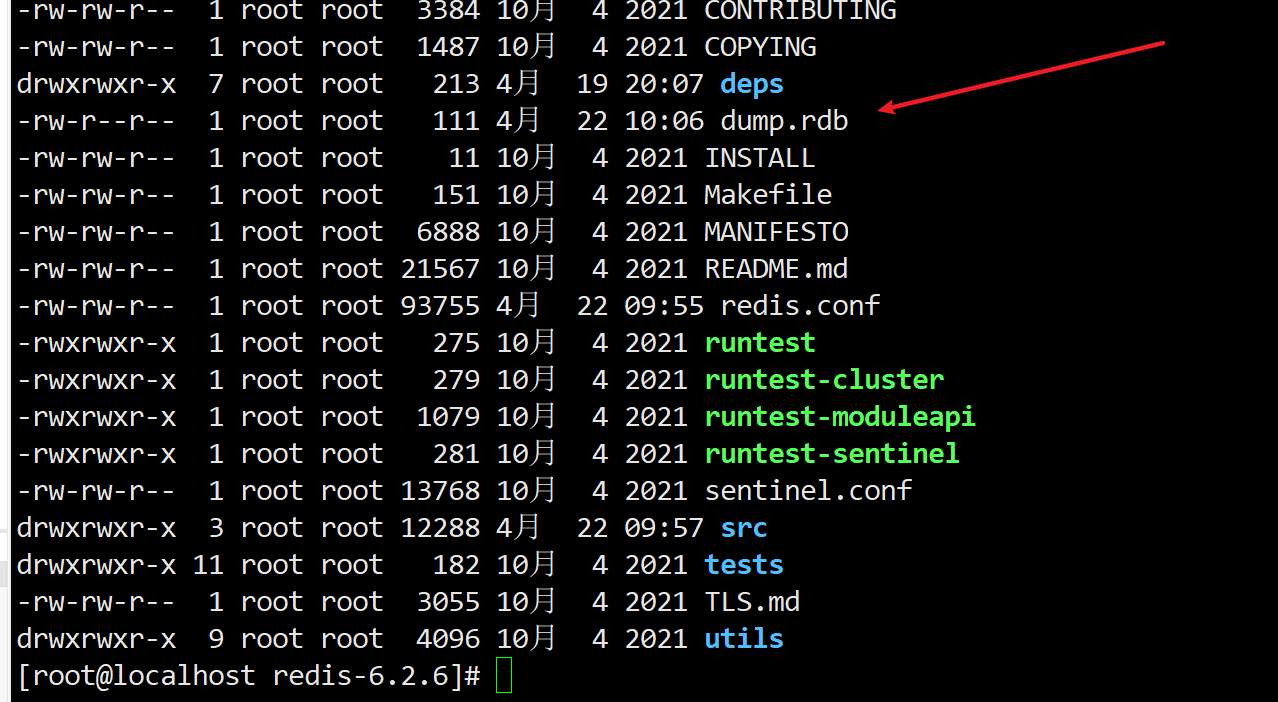 -rw-rw-r--  1 root root  3384 10月  4 2021 CONTRIBUTING
-rw-rw-r--  1 root root  1487 10月  4 2021 COPYING
drwxrwxr-x  7 root root   213 4月  19 20:07 deps
-rw-r--r--  1 root root   111 4月  22 10:06 dump.rdb
-rw-rw-r--  1 root root    11 10月  4 2021 INSTALL
-rw-rw-r--  1 root root   151 10月  4 2021 Makefile
-rw-rw-r--  1 root root  6888 10月  4 2021 MANIFESTO
-rw-rw-r--  1 root root 21567 10月  4 2021 README.md
-rw-rw-r--  1 root root 93755 4月  22 09:55 redis.conf
-rwxrwxr-x  1 root root   275 10月  4 2021 runtest
-rwxrwxr-x  1 root root   279 10月  4 2021 runtest-cluster
-rwxrwxr-x  1 root root  1079 10月  4 2021 runtest-moduleapi
-rwxrwxr-x  1 root root   281 10月  4 2021 runtest-sentinel
-rw-rw-r--  1 root root 13768 10月  4 2021 sentinel.conf
drwxrwxr-x  3 root root 12288 4月  22 09:57 src
drwxrwxr-x 11 root root   182 10月  4 2021 tests
-rw-rw-r--  1 root root  3055 10月  4 2021 TLS.md
drwxrwxr-x  9 root root  4096 10月  4 2021 utils
[root@localhost redis-6.2.6]#